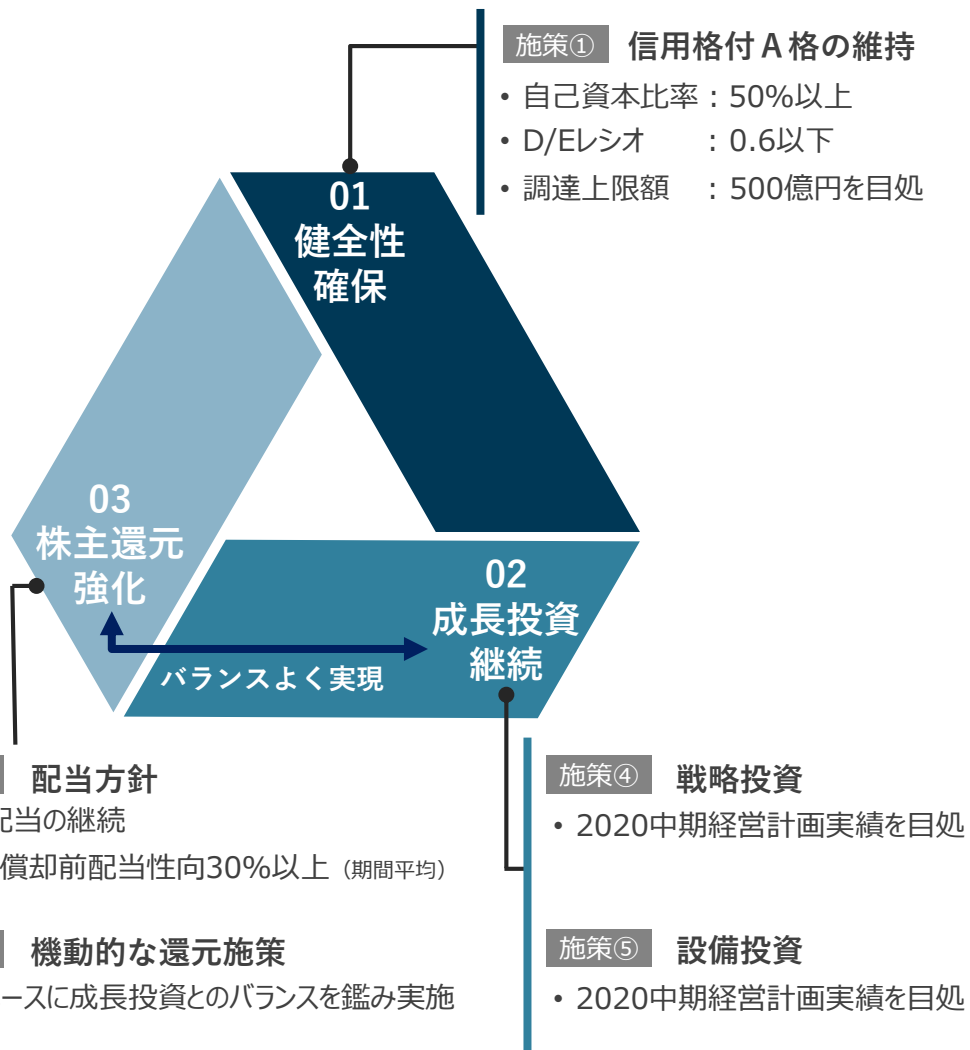 施策① 信用格付A格の維持
• 自己資本比率：50%以上
• D/Eレシオ ：0.6以下
• 調達上限額 ：500億円を目処
01
健全性
確保
03
株主還元
強化
02
成長投資
継続
バランスよく実現
配当方針
配当の継続
償却前配当性向30%以上（期間平均）
機動的な還元施策
ースに成長投資とのバランスを鑑み実施
施策④ 戦略投資
• 2020中期経営計画実績を目処
施策⑤ 設備投資
• 2020中期経営計画実績を目処